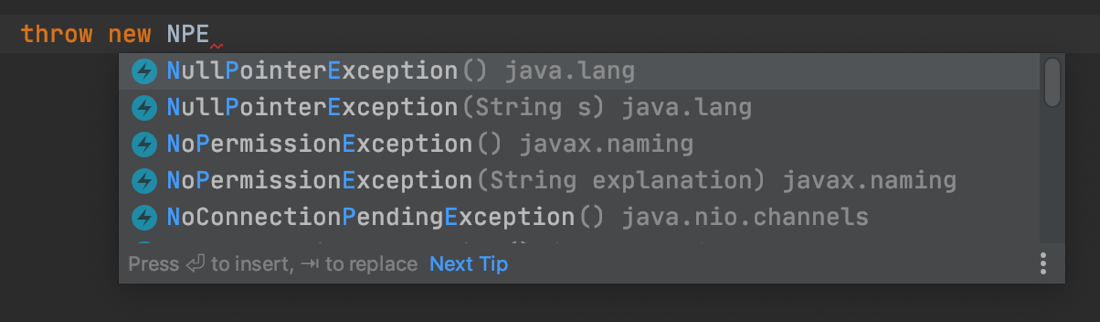 throw new NPE
NullPointerException() java.lang
NullPointerException(String s) java.lang
NoPermissionException() javax.naming
NoPermissionException(String explanation) javax.naming
NoConnectionPendingException() java.nio.channels
Press ⏎ to insert, ⇥ to replace Next Tip